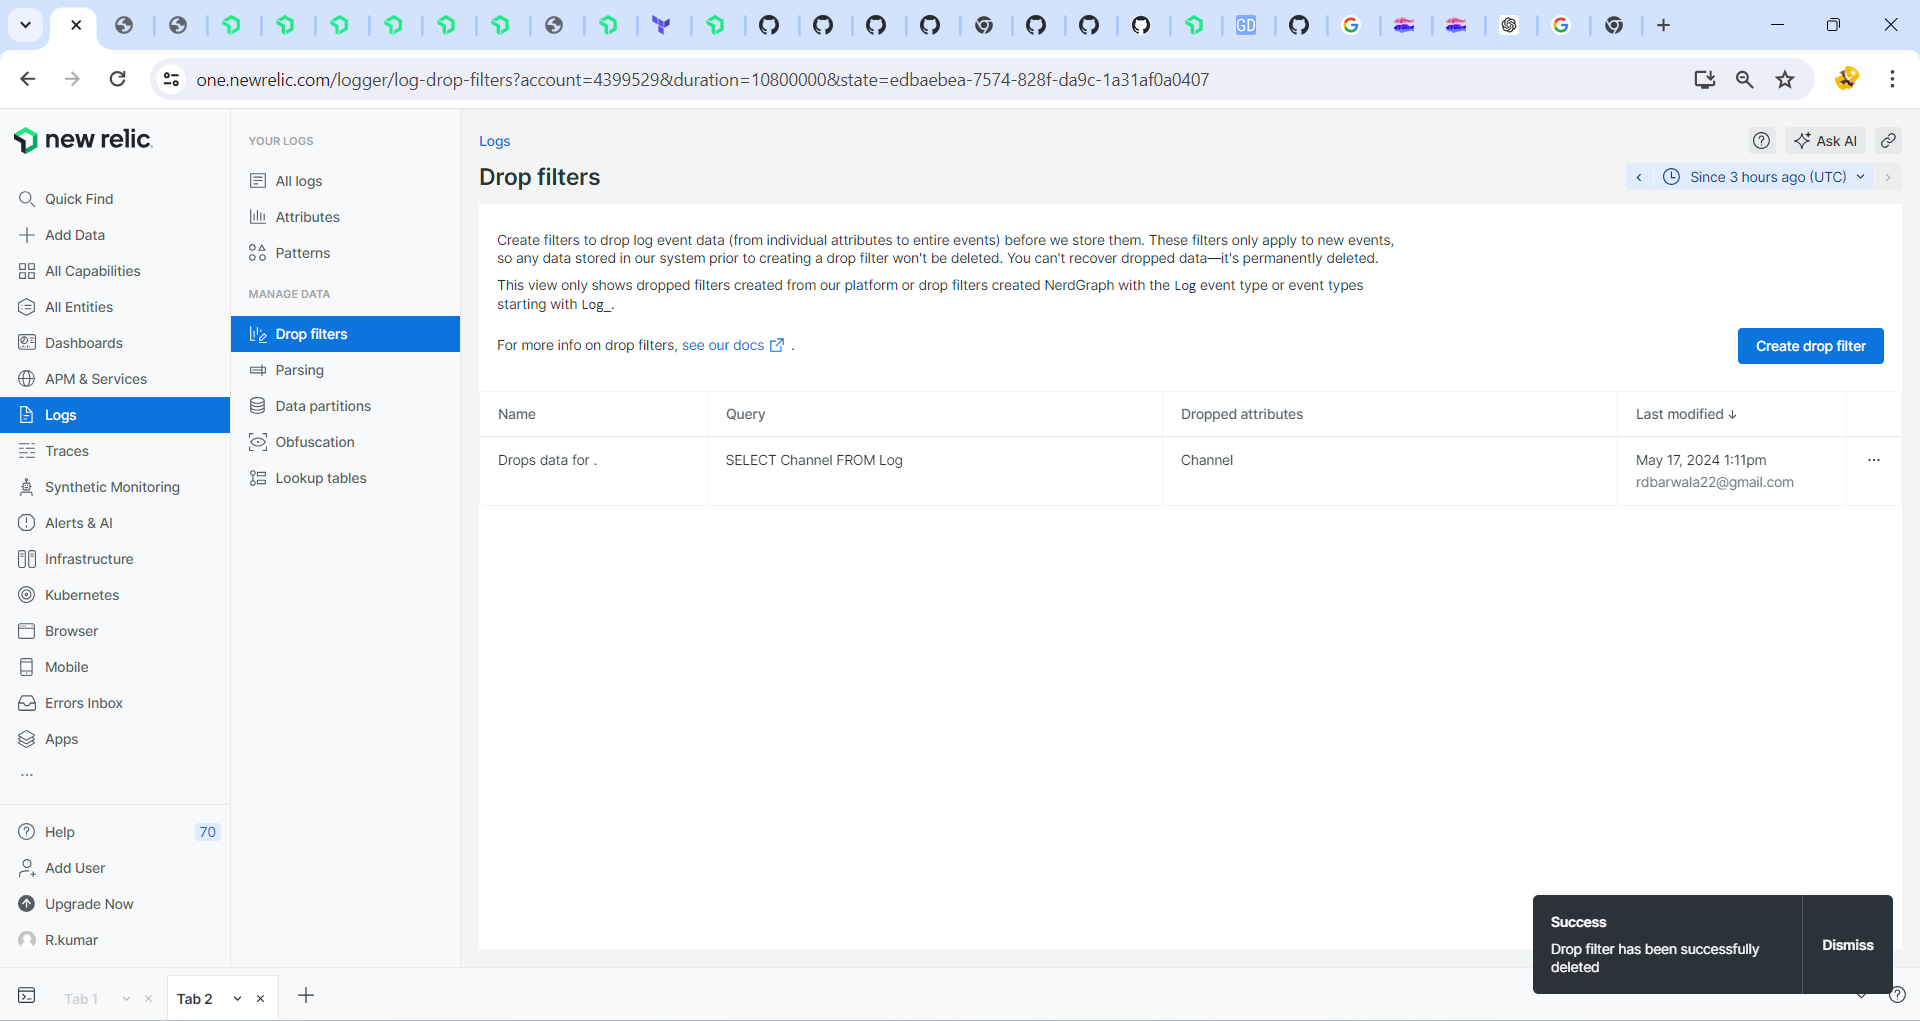 GD
one.newrelic.com/logger/log-drop-filters?account=4399529&duration=10800000&state=edbaebea-7574-828f-da9c-1a31af0a0407
new relic
Quick Find
Add Data
All Capabilities
All Entities
Dashboards
APM & Services
Logs
Traces
Synthetic Monitoring
Alerts & AI
Infrastructure
Kubernetes
Browser
Mobile
Errors Inbox
Apps
...
Help 70
Add User
Upgrade Now
R.kumar
YOUR LOGS
All logs
Attributes
Patterns
MANAGE DATA
Drop filters
Parsing
Data partitions
Obfuscation
Lookup tables
Logs
Ask AI
Drop filters
Since 3 hours ago (UTC)
Create filters to drop log event data (from individual attributes to entire events) before we store them. These filters only apply to new events,
so any data stored in our system prior to creating a drop filter won't be deleted. You can't recover dropped data—it's permanently deleted.
This view only shows dropped filters created from our platform or drop filters created NerdGraph with the Log event type or event types
starting with Log_.
For more info on drop filters, see our docs .
Create drop filter
Name Query Dropped attributes Last modified ↓
Drops data for . SELECT Channel FROM Log Channel May 17, 2024 1:11pm ...
rdbarwala22@gmail.com
Success
Drop filter has been successfully
deleted
Dismiss
Tab 1
Tab 2